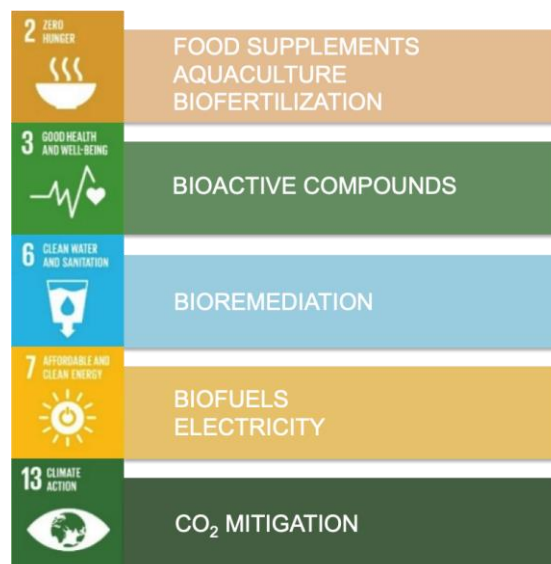 2 ZERO
HUNGER
FOOD SUPPLEMENTS
AQUACULTURE
BIOFERTILIZATION
3 GOOD HEALTH
AND WELL-BEING
BIOACTIVE COMPOUNDS
6 CLEAN WATER
AND SANITATION
BIOREMEDIATION
7 AFFORDABLE AND
CLEAN ENERGY
BIOFUELS
ELECTRICITY
13 CLIMATE
ACTION
CO₂ MITIGATION